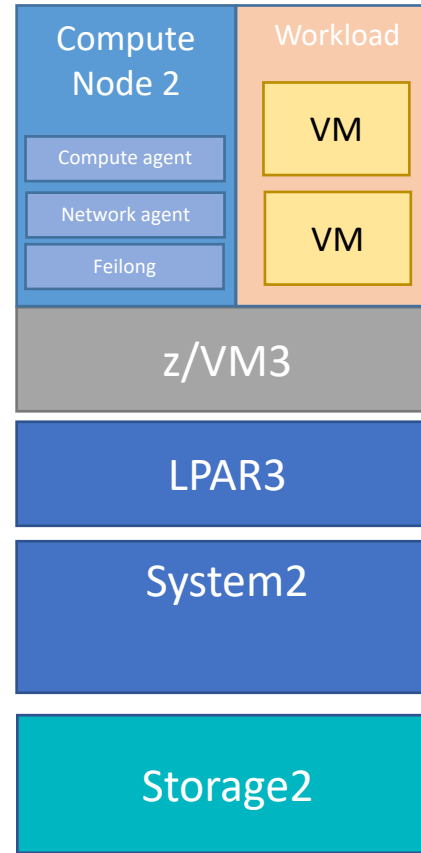 Compute
Node 2
Compute agent
Network agent
Feilong
Workload
VM
VM
z/VM3
LPAR3
System2
Storage2